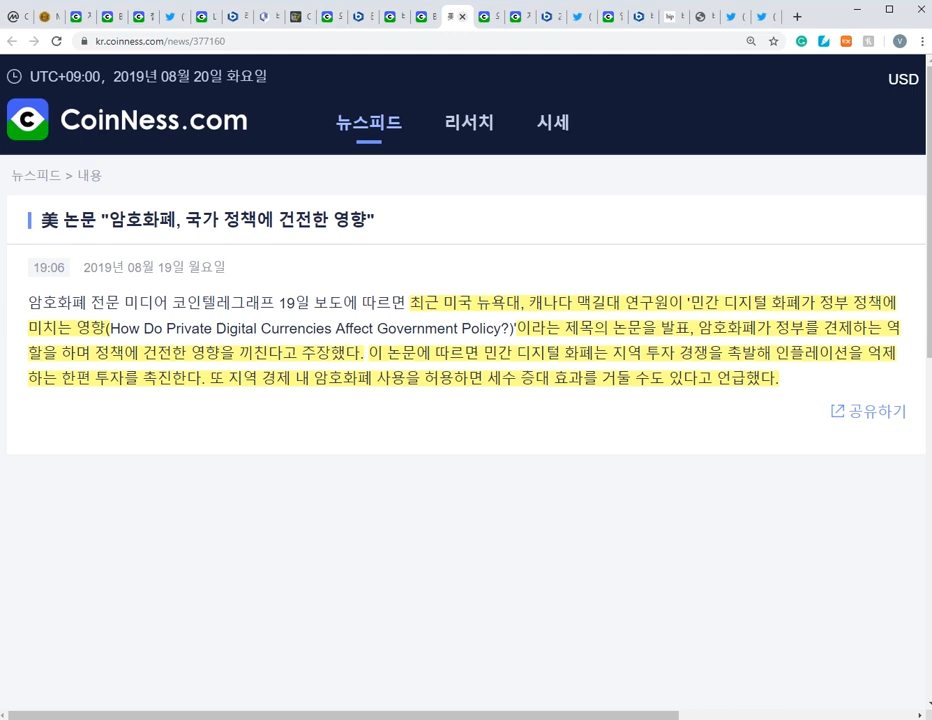 kr.coinness.com/news/377160
UTC+09:00, 2019년 08월 20일 화요일
USD
CoinNess.com
뉴스피드 리서치 시세
뉴스피드 > 내용
美 논문 "암호화폐, 국가 정책에 건전한 영향"
19:06 2019년 08월 19일 월요일
암호화폐 전문 미디어 코인텔레그래프 19일 보도에 따르면 최근 미국 뉴욕대, 캐나다 맥길대 연구원이 '민간 디지털 화폐가 정부 정책에
미치는 영향(How Do Private Digital Currencies Affect Government Policy?)'이라는 제목의 논문을 발표, 암호화폐가 정부를 견제하는 역
할을 하며 정책에 건전한 영향을 끼친다고 주장했다. 이 논문에 따르면 민간 디지털 화폐는 지역 투자 경쟁을 촉발해 인플레이션을 억제
하는 한편 투자를 촉진한다. 또 지역 경제 내 암호화폐 사용을 허용하면 세수 증대 효과를 거둘 수도 있다고 언급했다.
공유하기